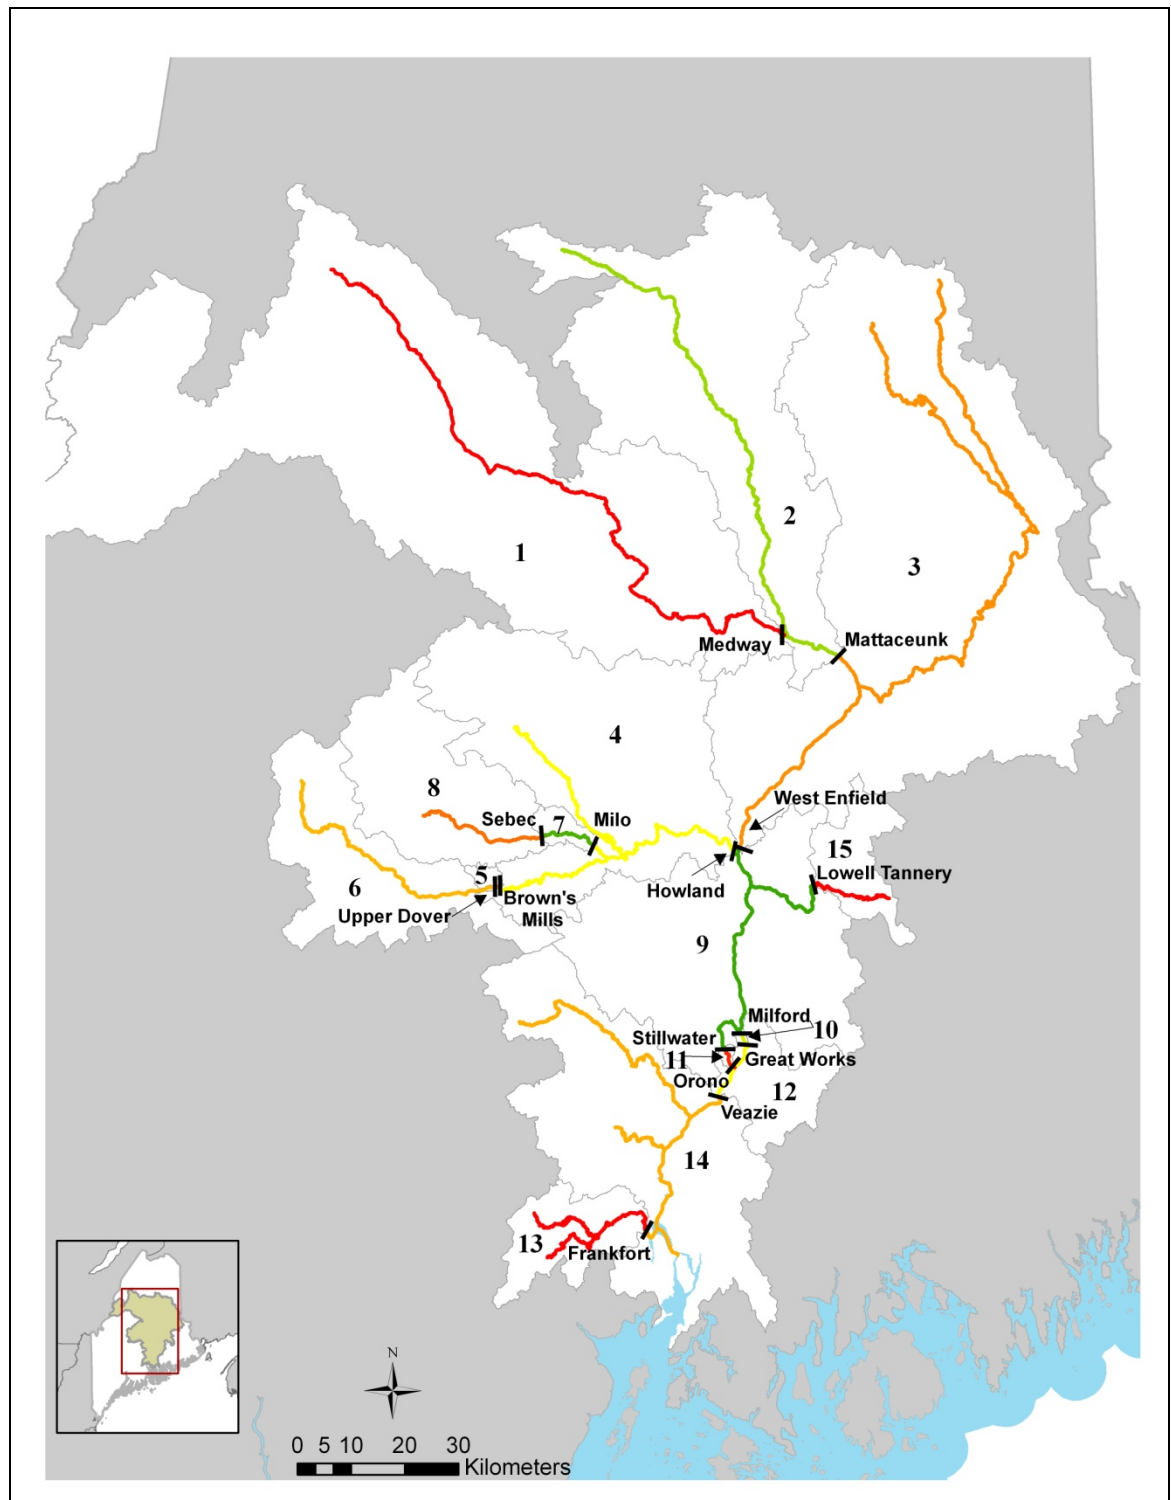 2
1
3
Medway
Mattaceunk
4
8
West Enfield
Sebec
7
Milo
15
5
Lowell Tannery
6
Howland
Brown's
Mills
Upper Dover
9
Milford
10
Stillwater
11
Great Works
Orono
12
Veazie
14
13
Frankfort
N
0 5 10 20 30
Kilometers